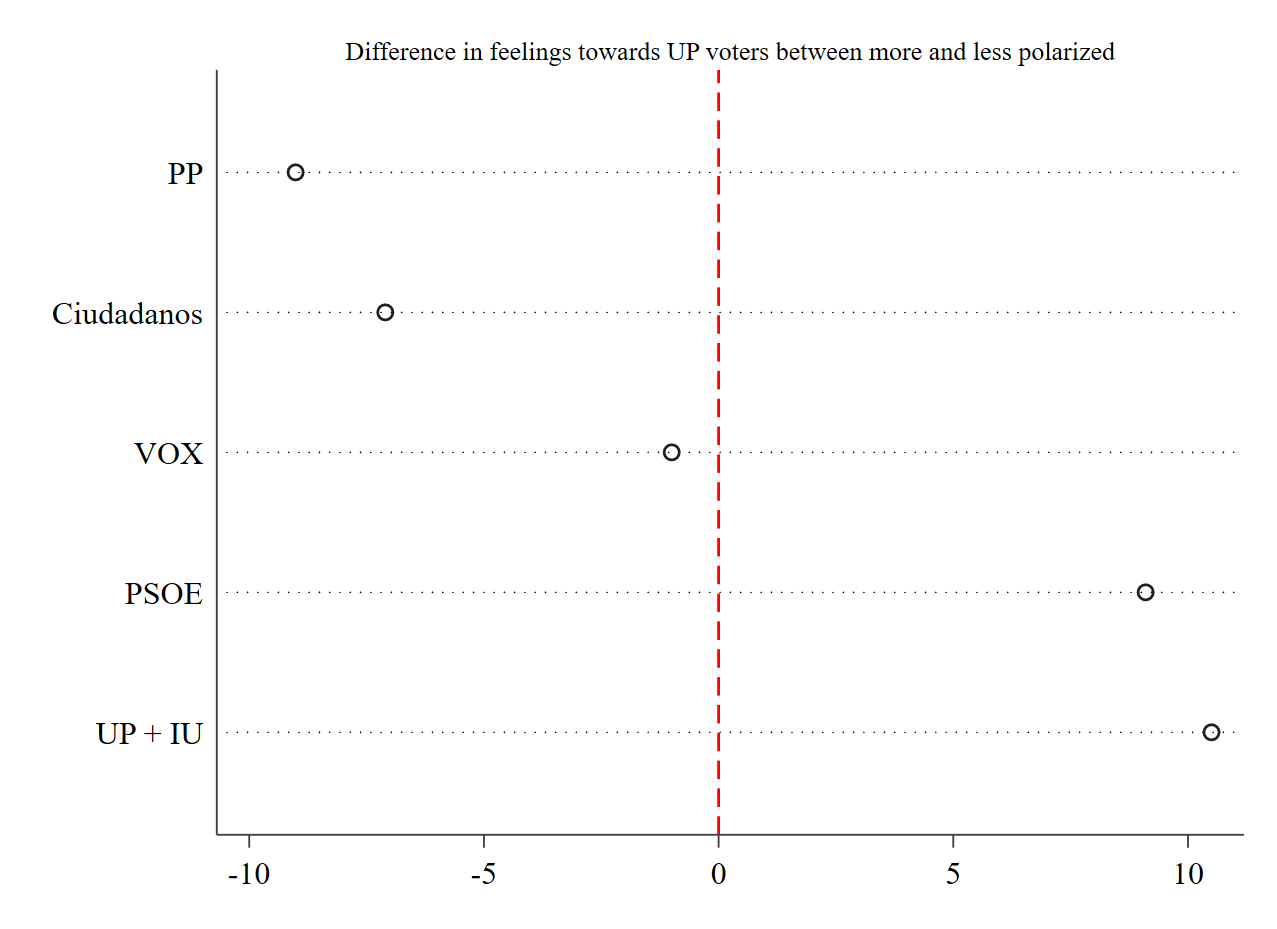 Difference in feelings towards UP voters between more and less polarized
PP
Ciudadanos
VOX
PSOE
UP + IU
-10 -5 0 5 10